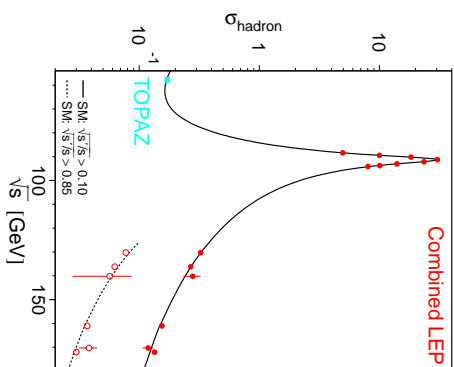 Combined LEP
TOPAZ
σhadron
10
1
10 -1
SM: √s'/s > 0.10
SM: √s'/s > 0.85
100
150
√s [GeV]